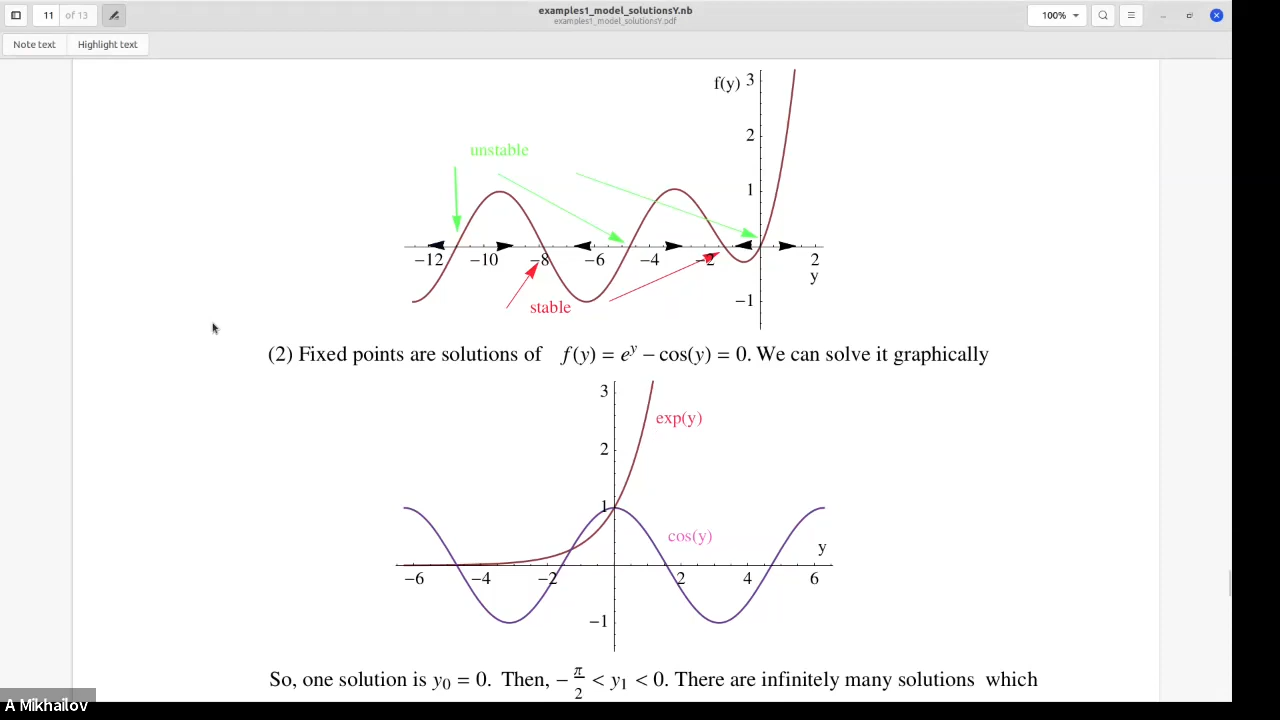 examples1_model_solutionsY.nb
examples1_model_solutionsY.pdf
11 of 13
100%
Note text Highlight text
f(y) 3
2
1
unstable
−12 −10 −8 −6 −4 −2 2
y
−1
stable
(2) Fixed points are solutions of f(y) = e^y − cos(y) = 0. We can solve it graphically
3
exp(y)
2
1
cos(y)
y
−6 −4 −2 2 4 6
−1
So, one solution is y₀ = 0. Then, −π/2 < y₁ < 0. There are infinitely many solutions which
A Mikhailov